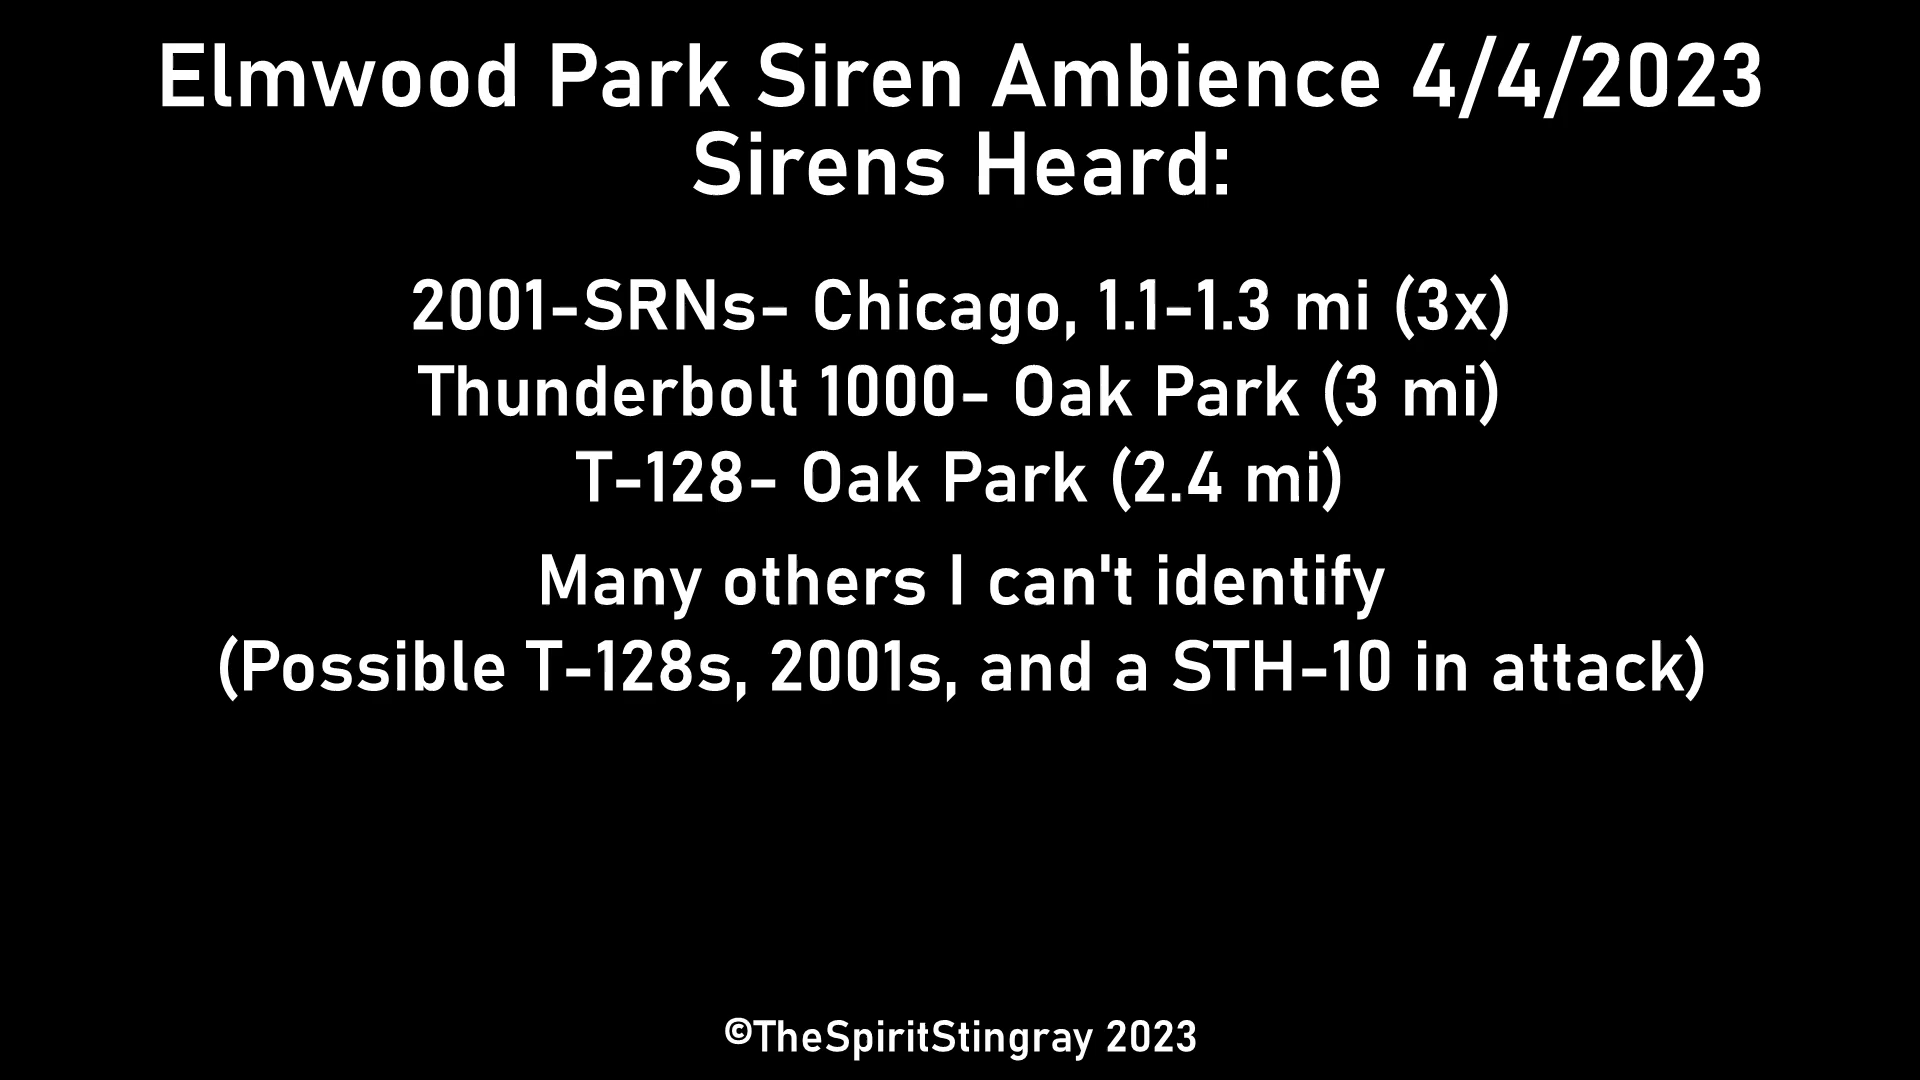 Elmwood Park Siren Ambience 4/4/2023
Sirens Heard:
2001-SRNs- Chicago, 1.1-1.3 mi (3x)
Thunderbolt 1000- Oak Park (3 mi)
T-128- Oak Park (2.4 mi)
Many others I can't identify
(Possible T-128s, 2001s, and a STH-10 in attack)
©TheSpiritStingray 2023